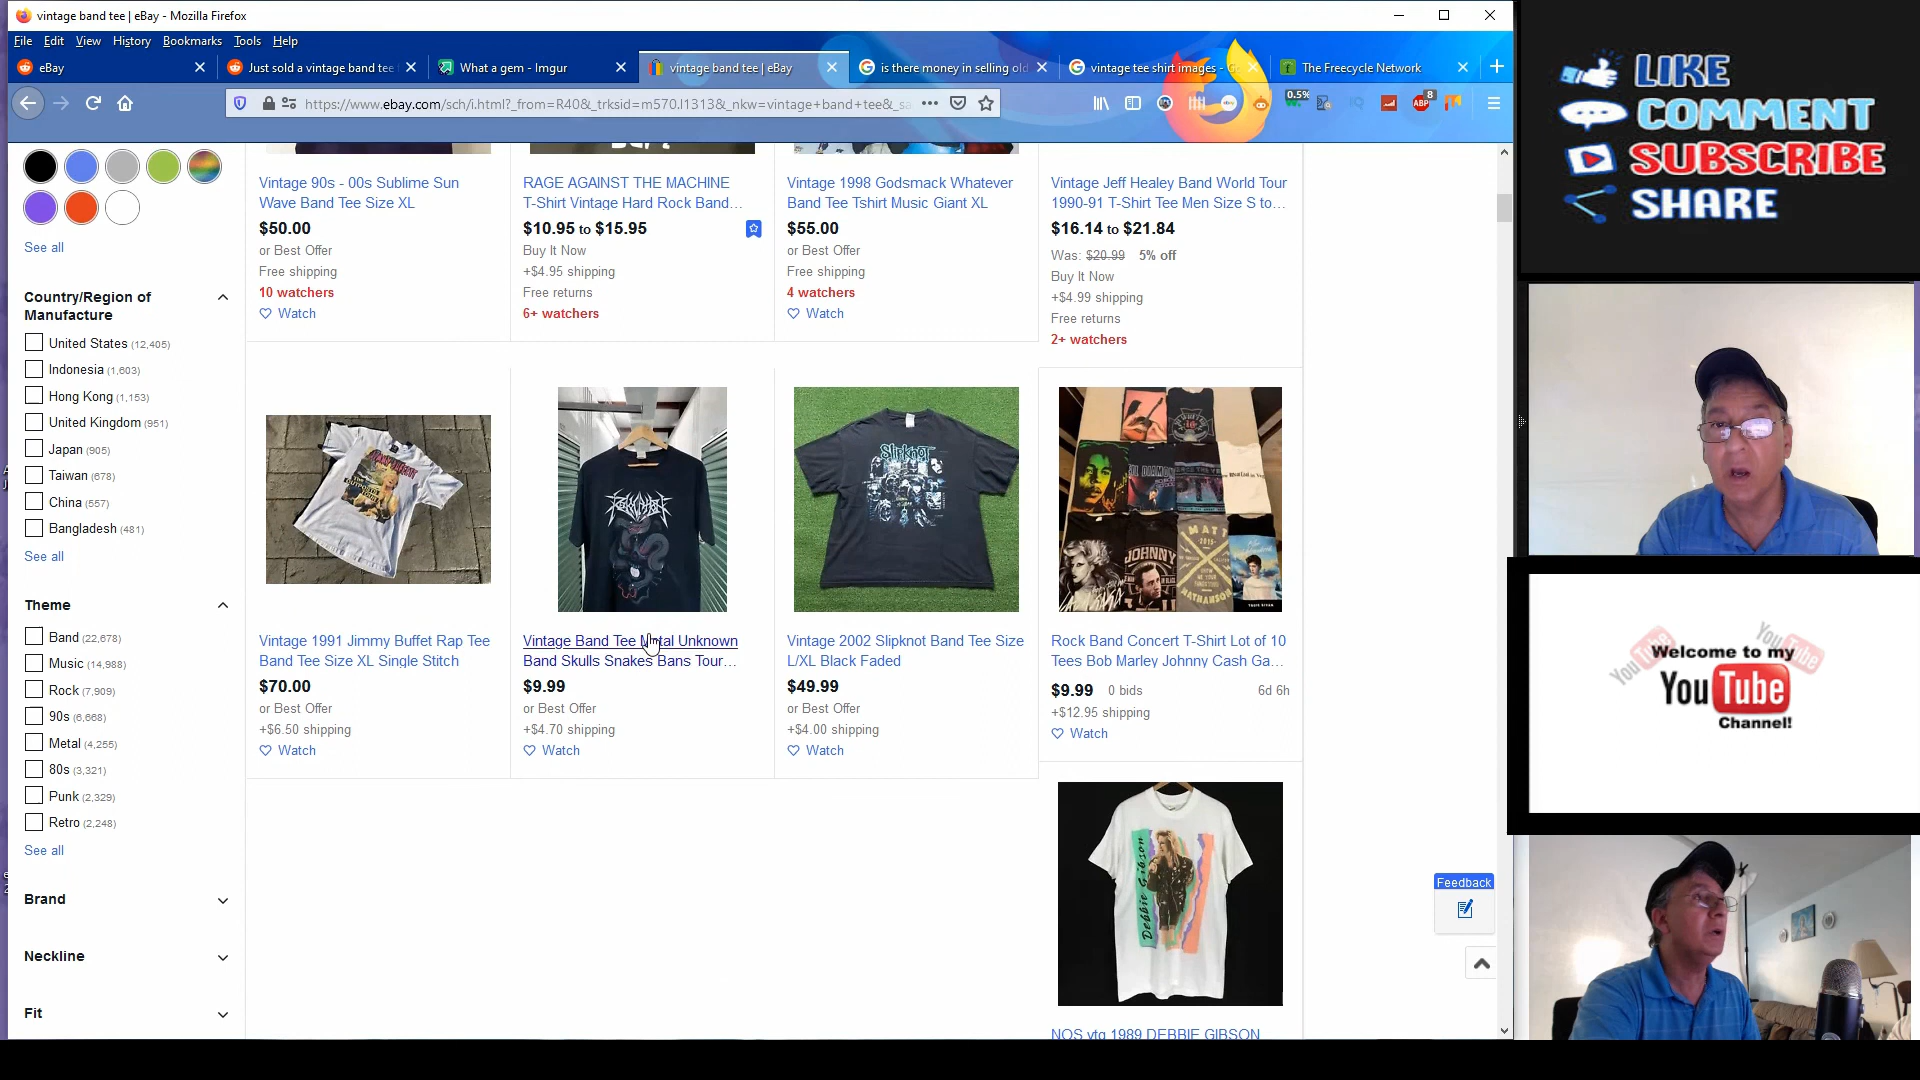 vintage band tee | eBay - Mozilla Firefox
File Edit View History Bookmarks Tools Help
eBay
Just sold a vintage band tee
What a gem - Imgur
vintage band tee | eBay
is there money in selling old
vintage tee shirt images - G
The Freecycle Network
https://www.ebay.com/sch/i.html?_from=R40&_trksid=m570.l1313&_nkw=vintage+band+tee&_sa
0.5%
ABP
8
See all
Country/Region of
Manufacture
United States (12,405)
Indonesia (1,603)
Hong Kong (1,153)
United Kingdom (951)
Japan (905)
Taiwan (678)
China (557)
Bangladesh (481)
See all
Theme
Band (22,678)
Music (14,988)
Rock (7,909)
90s (6,668)
Metal (4,255)
80s (3,321)
Punk (2,329)
Retro (2,248)
See all
Brand
Neckline
Fit
Vintage 90s - 00s Sublime Sun
Wave Band Tee Size XL
$50.00
or Best Offer
Free shipping
10 watchers
Watch
RAGE AGAINST THE MACHINE
T-Shirt Vintage Hard Rock Band...
$10.95 to $15.95
Buy It Now
+$4.95 shipping
Free returns
6+ watchers
Vintage 1998 Godsmack Whatever
Band Tee Tshirt Music Giant XL
$55.00
or Best Offer
Free shipping
4 watchers
Watch
Vintage Jeff Healey Band World Tour
1990-91 T-Shirt Tee Men Size S to...
$16.14 to $21.84
Was: $20.99 5% off
Buy It Now
+$4.99 shipping
Free returns
2+ watchers
Vintage 1991 Jimmy Buffet Rap Tee
Band Tee Size XL Single Stitch
$70.00
or Best Offer
+$6.50 shipping
Watch
Vintage Band Tee Metal Unknown
Band Skulls Snakes Bans Tour...
$9.99
or Best Offer
+$4.70 shipping
Watch
Slipknot
Vintage 2002 Slipknot Band Tee Size
L/XL Black Faded
$49.99
or Best Offer
+$4.00 shipping
Watch
JOHNNY
MATT
2015
NATHANSON
Rock Band Concert T-Shirt Lot of 10
Tees Bob Marley Johnny Cash Ga...
$9.99 0 bids 6d 6h
+$12.95 shipping
Watch
Debbie Gibson
NOS vtg 1989 DEBBIE GIBSON
Feedback
LIKE
COMMENT
SUBSCRIBE
SHARE
YouTube
YouTube
Welcome to my
YouTube
Channel!